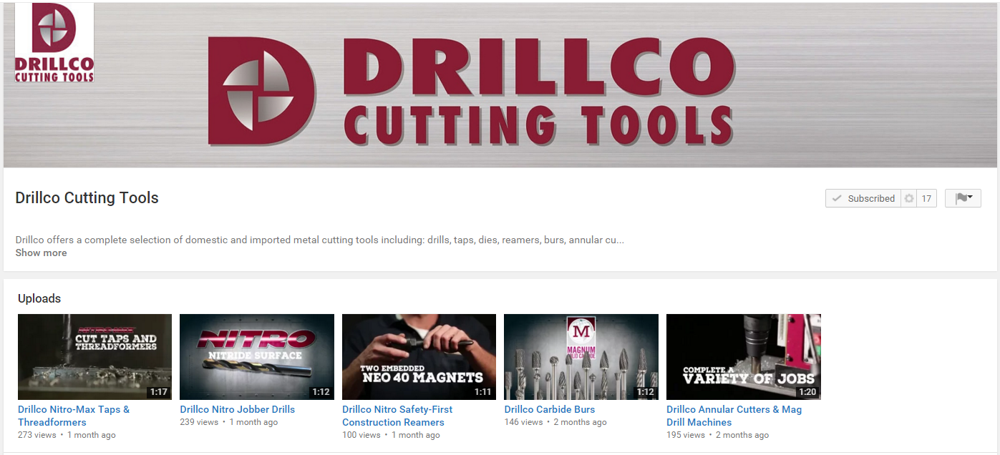 DRILLCO
CUTTING TOOLS
DRILLCO
CUTTING TOOLS
Drillco Cutting Tools
Subscribed 17
Drillco offers a complete selection of domestic and imported metal cutting tools including: drills, taps, dies, reamers, burs, annular cu...
Show more
Uploads
NITRO-MAX
CUT TAPS AND
THREADFORMERS
1:17
Drillco Nitro-Max Taps &
Threadformers
273 views • 1 month ago
NITRO
NITRIDE SURFACE
1:12
Drillco Nitro Jobber Drills
239 views • 1 month ago
TWO EMBEDDED
NEO 40 MAGNETS
1:11
Drillco Nitro Safety-First
Construction Reamers
100 views • 1 month ago
M
MAGNUM
SOLID CARBIDE
1:12
Drillco Carbide Burs
146 views • 2 months ago
COMPLETE A
VARIETY OF JOBS
1:20
Drillco Annular Cutters & Mag
Drill Machines
195 views • 2 months ago